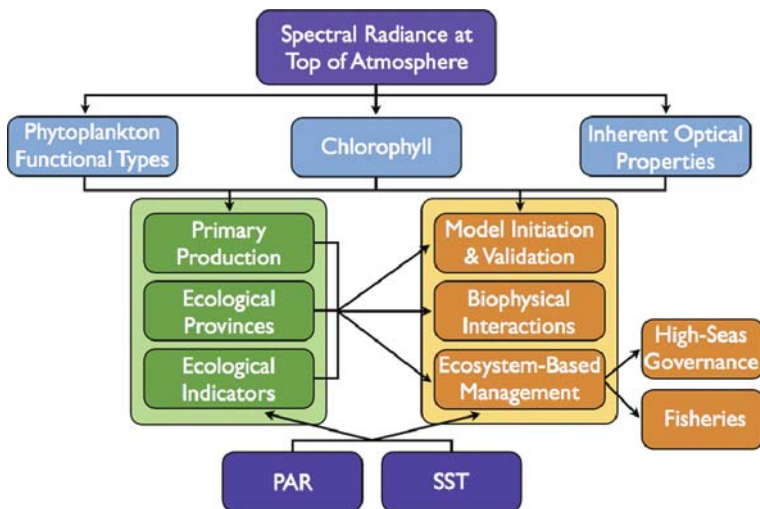 Spectral Radiance at
Top of Atmosphere
Phytoplankton
Functional Types
Chlorophyll
Inherent Optical
Properties
Primary
Production
Model Initiation
& Validation
Ecological
Provinces
Biophysical
Interactions
Ecological
Indicators
Ecosystem-Based
Management
High-Seas
Governance
Fisheries
PAR
SST